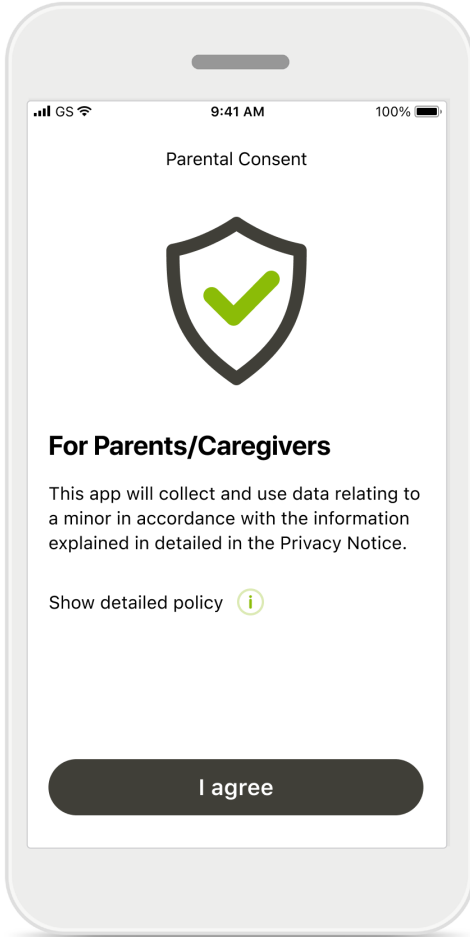 GS 9:41 AM 100%
Parental Consent
For Parents/Caregivers
This app will collect and use data relating to
a minor in accordance with the information
explained in detailed in the Privacy Notice.
Show detailed policy i
I agree